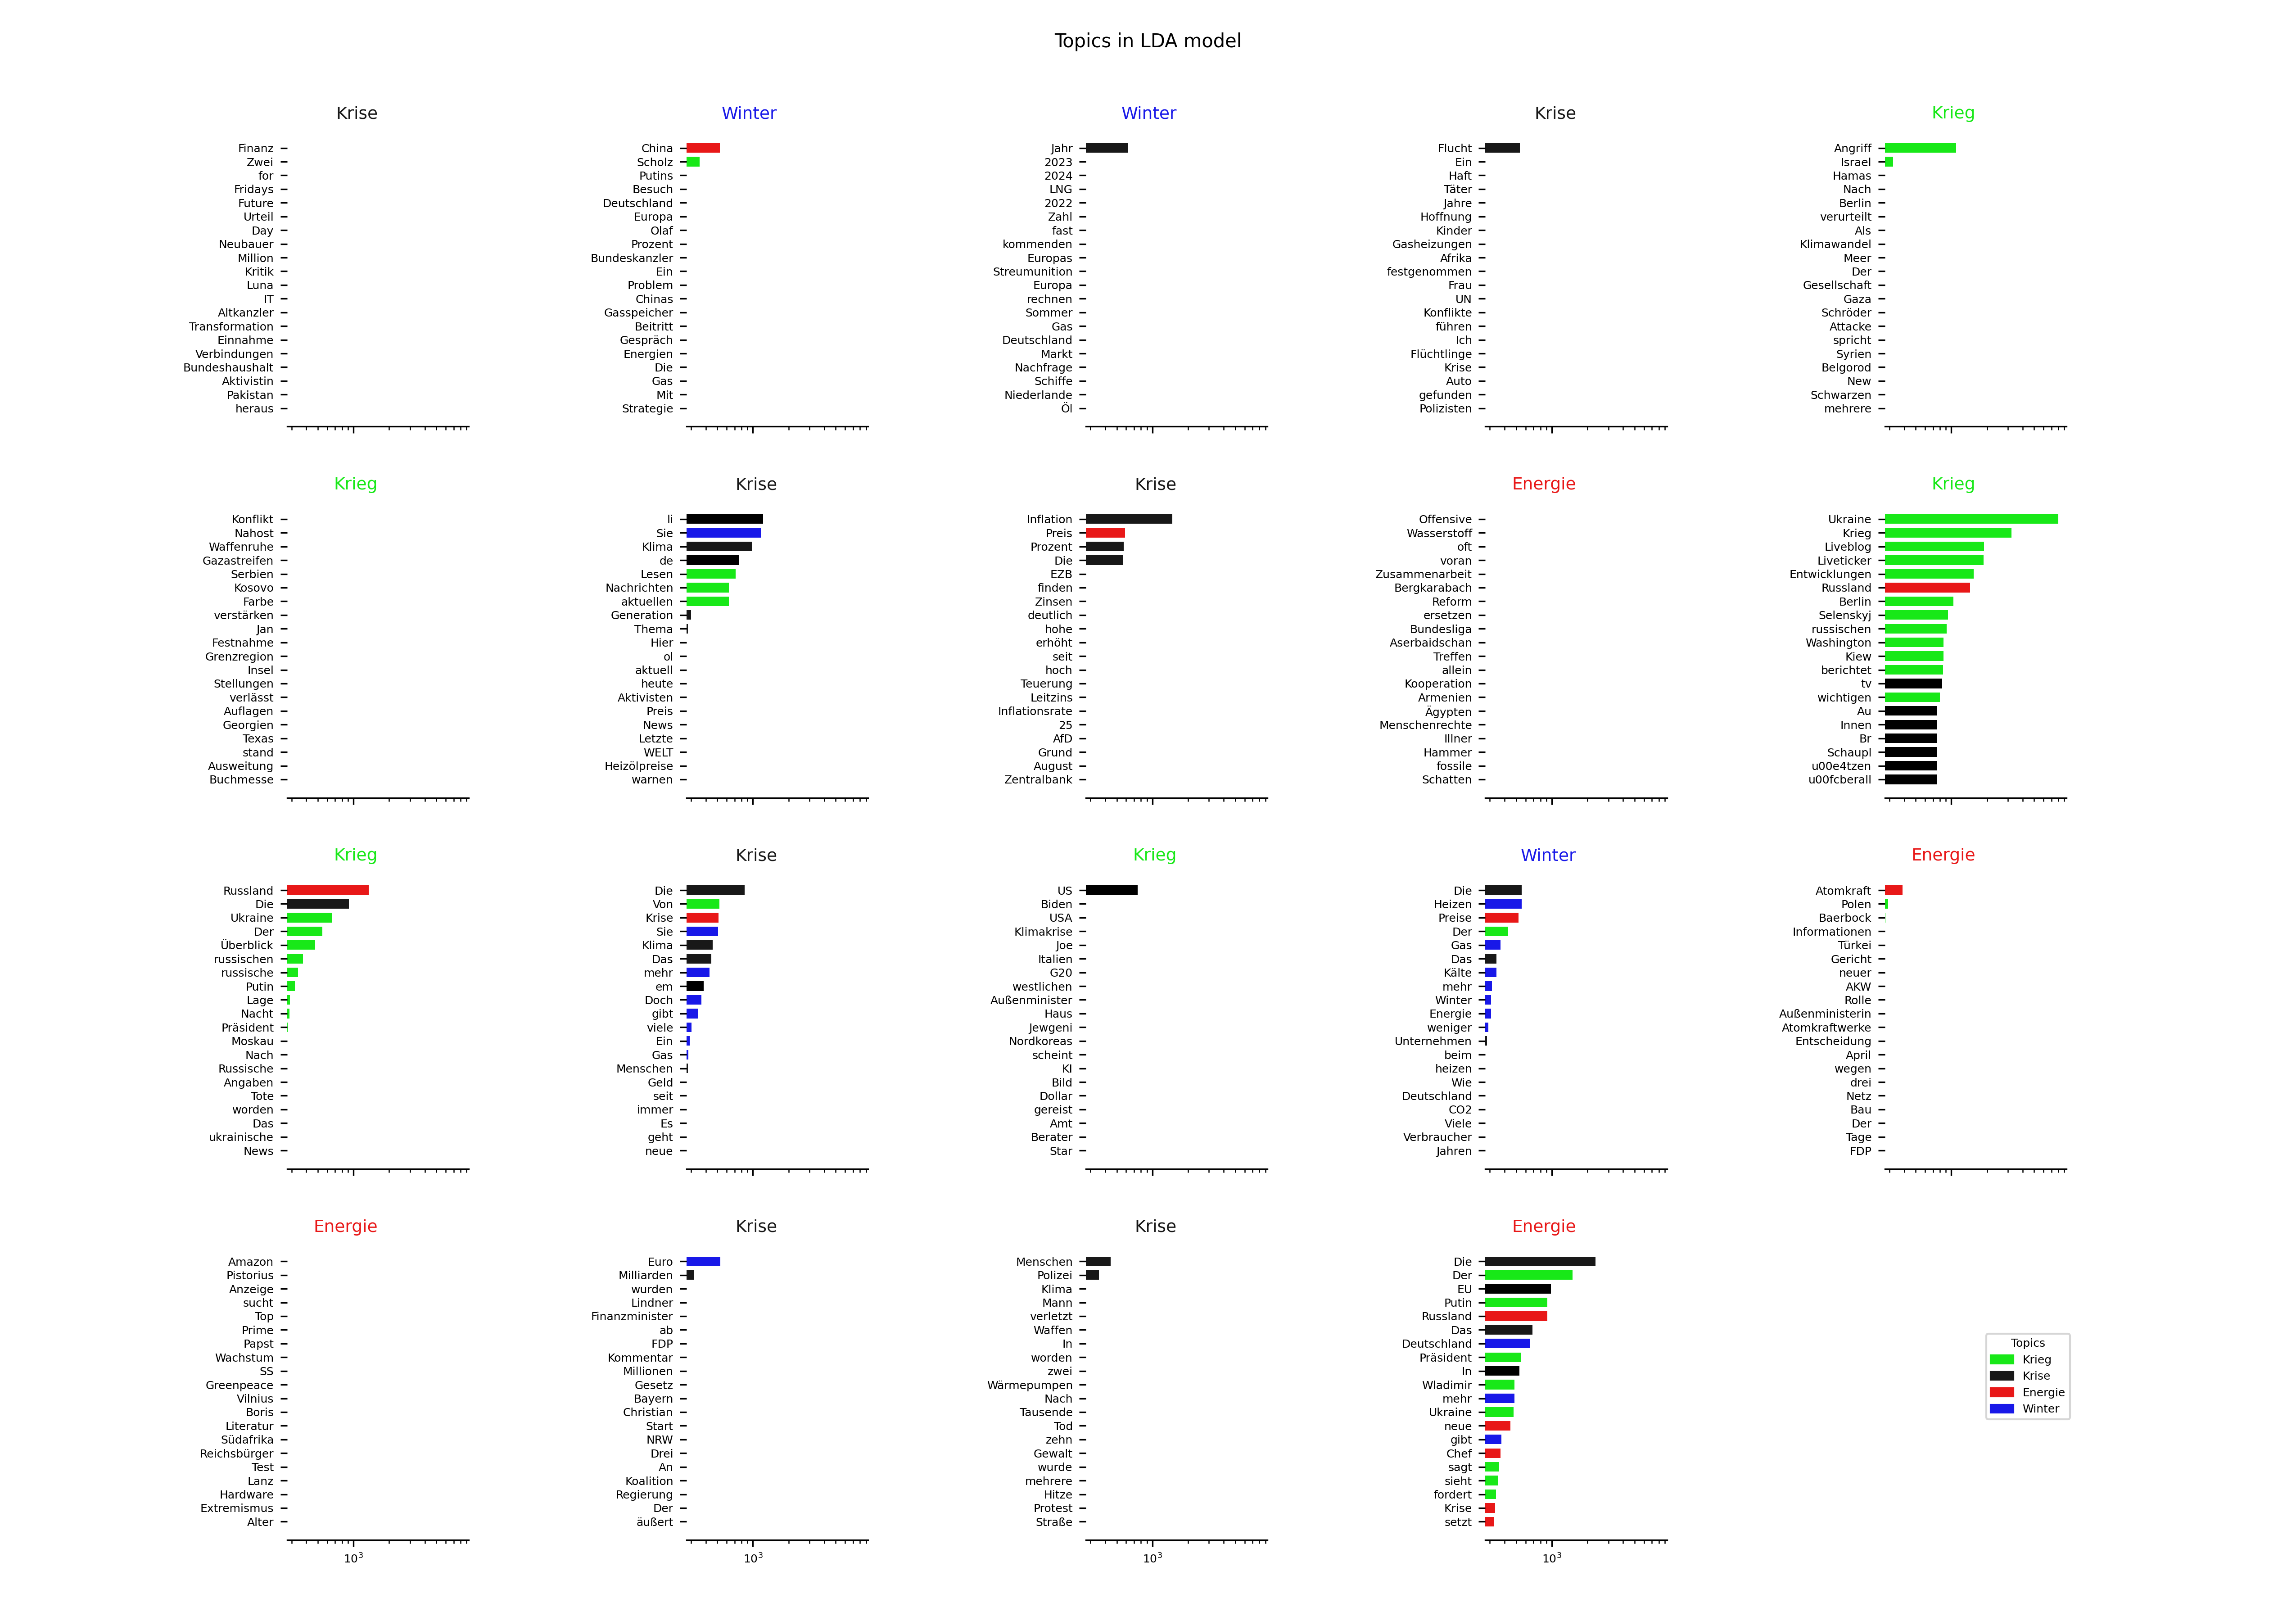 Topics in LDA model
Krise
Finanz
Zwei
for
Fridays
Future
Urteil
Day
Neubauer
Million
Kritik
Luna
IT
Altkanzler
Transformation
Einnahme
Verbindungen
Bundeshaushalt
Aktivistin
Pakistan
heraus
Winter
China
Scholz
Putins
Besuch
Deutschland
Europa
Olaf
Prozent
Bundeskanzler
Ein
Problem
Chinas
Gasspeicher
Beitritt
Gespräch
Energien
Die
Gas
Mit
Strategie
Winter
Jahr
2023
2024
LNG
2022
Zahl
fast
kommenden
Europas
Streumunition
Europa
rechnen
Sommer
Gas
Deutschland
Markt
Nachfrage
Schiffe
Niederlande
Öl
Krise
Flucht
Ein
Haft
Täter
Jahre
Hoffnung
Kinder
Gasheizungen
Afrika
festgenommen
Frau
UN
Konflikte
führen
Ich
Flüchtlinge
Krise
Auto
gefunden
Polizisten
Krieg
Angriff
Israel
Hamas
Nach
Berlin
verurteilt
Als
Klimawandel
Meer
Der
Gesellschaft
Gaza
Schröder
Attacke
spricht
Syrien
Belgorod
New
Schwarzen
mehrere
Krieg
Konflikt
Nahost
Waffenruhe
Gazastreifen
Serbien
Kosovo
Farbe
verstärken
Jan
Festnahme
Grenzregion
Insel
Stellungen
verlässt
Auflagen
Georgien
Texas
stand
Ausweitung
Buchmesse
Krise
li
Sie
Klima
de
Lesen
Nachrichten
aktuellen
Generation
Thema
Hier
ol
aktuell
heute
Aktivisten
Preis
News
Letzte
WELT
Heizölpreise
warnen
Krise
Inflation
Preis
Prozent
Die
EZB
finden
Zinsen
deutlich
hohe
erhöht
seit
hoch
Teuerung
Leitzins
Inflationsrate
25
AfD
Grund
August
Zentralbank
Energie
Offensive
Wasserstoff
oft
voran
Zusammenarbeit
Bergkarabach
Reform
ersetzen
Bundesliga
Aserbaidschan
Treffen
allein
Kooperation
Armenien
Ägypten
Menschenrechte
Illner
Hammer
fossile
Schatten
Krieg
Ukraine
Krieg
Liveblog
Liveticker
Entwicklungen
Russland
Berlin
Selenskyj
russischen
Washington
Kiew
berichtet
tv
wichtigen
Au
Innen
Br
Schaupl
u00e4tzen
u00fcberall
Krieg
Russland
Die
Ukraine
Der
Überblick
russischen
russische
Putin
Lage
Nacht
Präsident
Moskau
Nach
Russische
Angaben
Tote
worden
Das
ukrainische
News
Krise
Die
Von
Krise
Sie
Klima
Das
mehr
em
Doch
gibt
viele
Ein
Gas
Menschen
Geld
seit
immer
Es
geht
neue
Krieg
US
Biden
USA
Klimakrise
Joe
Italien
G20
westlichen
Außenminister
Haus
Jewgeni
Nordkoreas
scheint
KI
Bild
Dollar
gereist
Amt
Berater
Star
Winter
Die
Heizen
Preise
Der
Gas
Das
Kälte
mehr
Winter
Energie
weniger
Unternehmen
beim
heizen
Wie
Deutschland
CO2
Viele
Verbraucher
Jahren
Energie
Atomkraft
Polen
Baerbock
Informationen
Türkei
Gericht
neuer
AKW
Rolle
Außenministerin
Atomkraftwerke
Entscheidung
April
wegen
drei
Netz
Bau
Der
Tage
FDP
Energie
Amazon
Pistorius
Anzeige
sucht
Top
Prime
Papst
Wachstum
SS
Greenpeace
Vilnius
Boris
Literatur
Südafrika
Reichsbürger
Test
Lanz
Hardware
Extremismus
Alter
10³
Krise
Euro
Milliarden
wurden
Lindner
Finanzminister
ab
FDP
Kommentar
Millionen
Gesetz
Bayern
Christian
Start
NRW
Drei
An
Koalition
Regierung
Der
äußert
10³
Krise
Menschen
Polizei
Klima
Mann
verletzt
Waffen
In
worden
zwei
Wärmepumpen
Nach
Tausende
Tod
zehn
Gewalt
wurde
mehrere
Hitze
Protest
Straße
10³
Energie
Die
Der
EU
Putin
Russland
Das
Deutschland
Präsident
In
Wladimir
mehr
Ukraine
neue
gibt
Chef
sagt
sieht
fordert
Krise
setzt
10³
Topics
Krieg
Krise
Energie
Winter